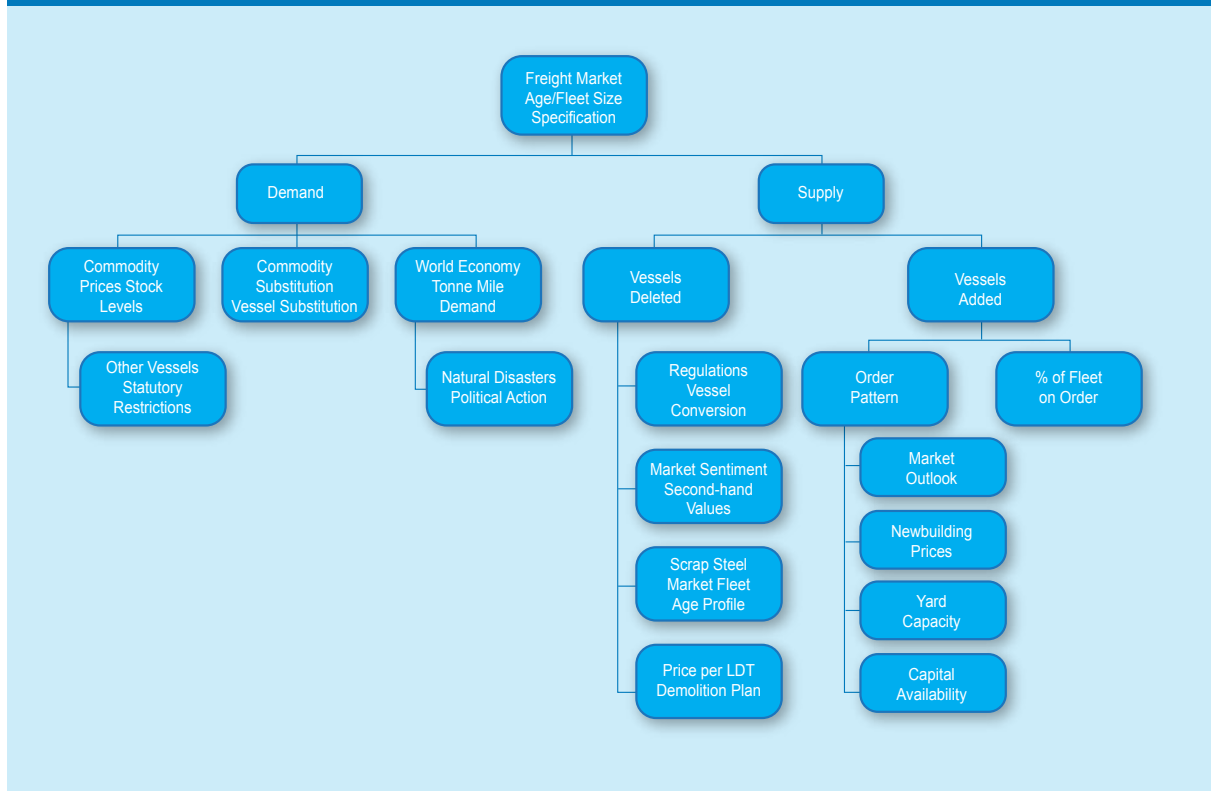 Freight Market
Age/Fleet Size
Specification
Demand
Supply
Commodity
Prices Stock
Levels
Commodity
Substitution
Vessel Substitution
World Economy
Tonne Mile
Demand
Vessels
Deleted
Vessels
Added
Other Vessels
Statutory
Restrictions
Natural Disasters
Political Action
Regulations
Vessel
Conversion
Order
Pattern
% of Fleet
on Order
Market Sentiment
Second-hand
Values
Scrap Steel
Market Fleet
Age Profile
Price per LDT
Demolition Plan
Market
Outlook
Newbuilding
Prices
Yard
Capacity
Capital
Availability